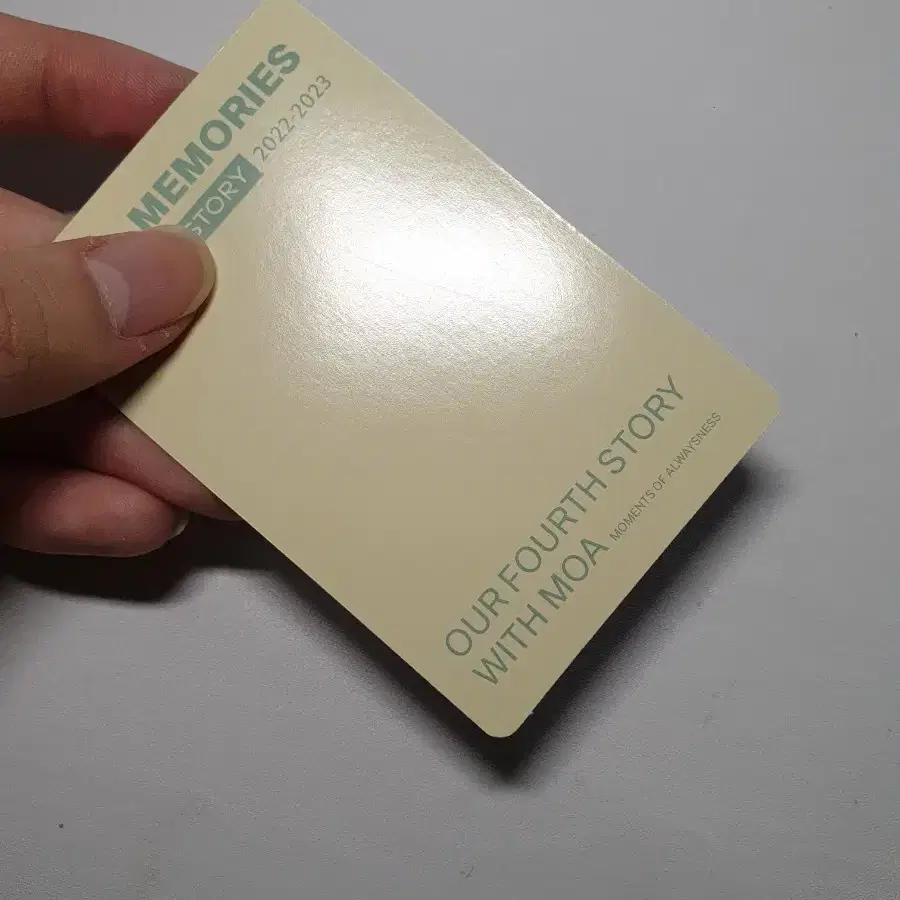 MEMORIES
STORY 2022-2023
OUR FOURTH STORY
WITH MOA MOMENTS OF ALWAYSNESS